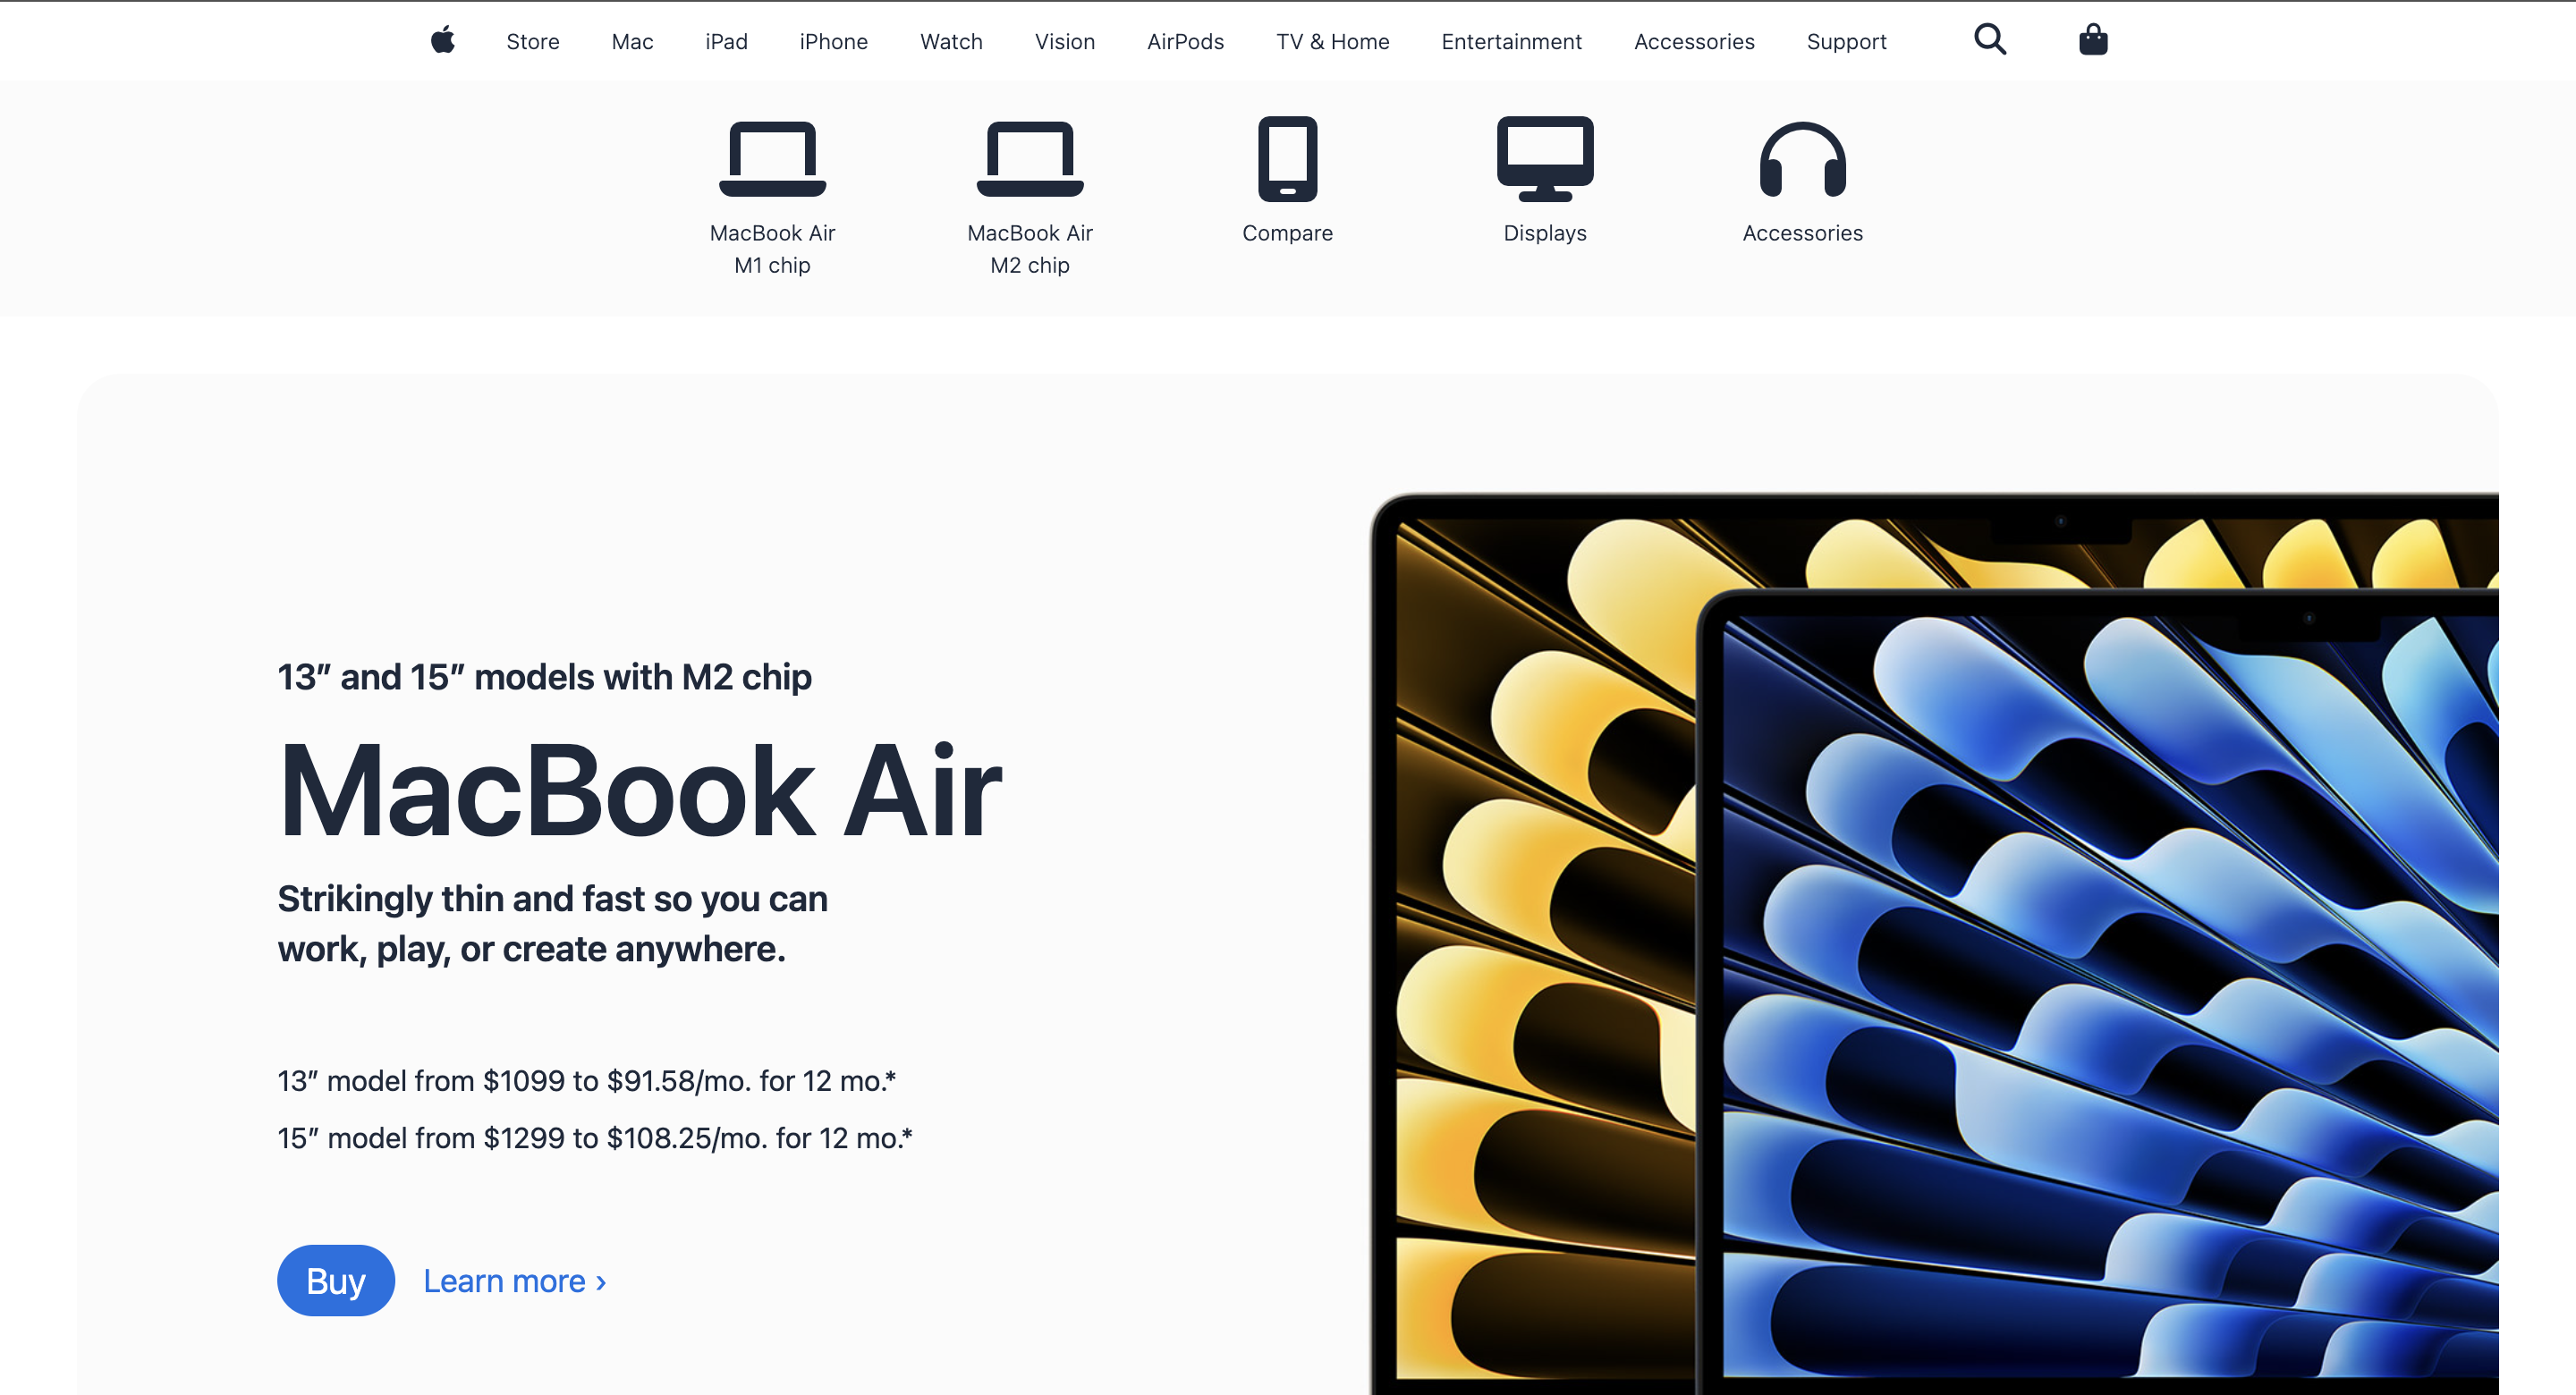 Store Mac iPad iPhone Watch Vision AirPods TV & Home Entertainment Accessories Support
MacBook Air
M1 chip
MacBook Air
M2 chip
Compare
Displays
Accessories
13″ and 15″ models with M2 chip
MacBook Air
Strikingly thin and fast so you can
work, play, or create anywhere.
13″ model from $1099 to $91.58/mo. for 12 mo.*
15″ model from $1299 to $108.25/mo. for 12 mo.*
Buy Learn more ›